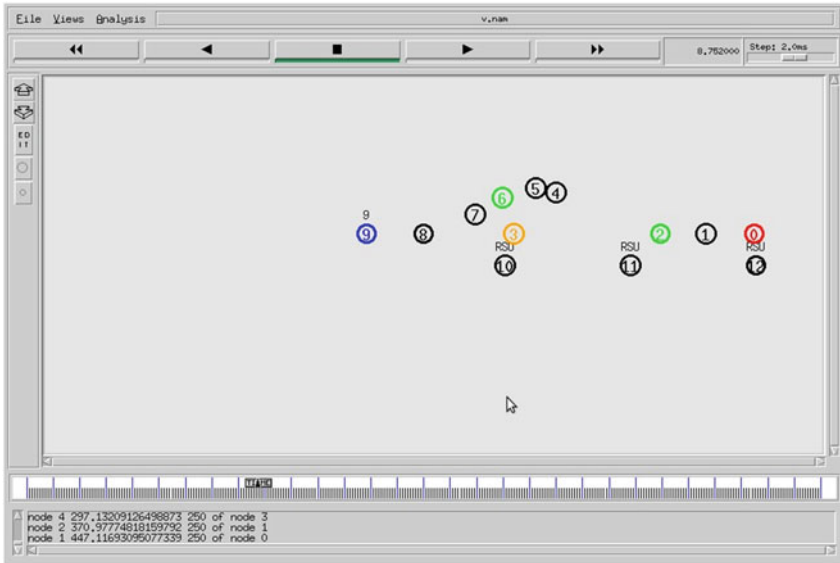 File Views Analysis v.nam
8.752000 Step: 2.0ms
ED
IT
5
4
6
7
9
9
8
3
2
1
0
RSU
RSU
RSU
10
11
12
TIME
node 4 297.13209126498873 250 of node 3
node 2 370.97774818159792 250 of node 1
node 1 447.11693095077339 250 of node 0